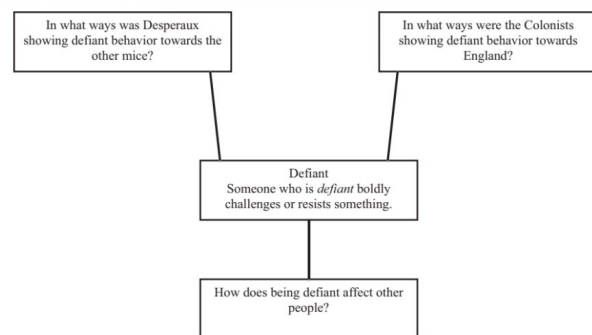 In what ways was Desperaux
showing defiant behavior towards the
other mice?
In what ways were the Colonists
showing defiant behavior towards
England?
Defiant
Someone who is defiant boldly
challenges or resists something.
How does being defiant affect other
people?